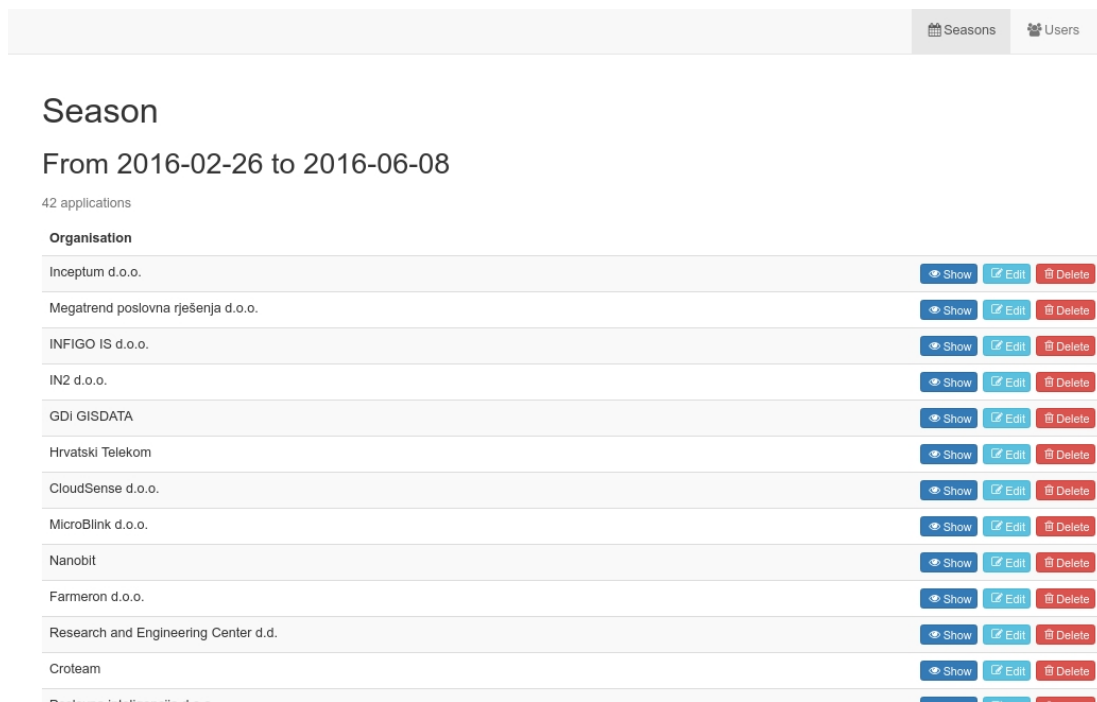 Seasons Users
Season
From 2016-02-26 to 2016-06-08
42 applications
Organisation
Inceptum d.o.o. Show Edit Delete
Megatrend poslovna rješenja d.o.o. Show Edit Delete
INFIGO IS d.o.o. Show Edit Delete
IN2 d.o.o. Show Edit Delete
GDi GISDATA Show Edit Delete
Hrvatski Telekom Show Edit Delete
CloudSense d.o.o. Show Edit Delete
MicroBlink d.o.o. Show Edit Delete
Nanobit Show Edit Delete
Farmeron d.o.o. Show Edit Delete
Research and Engineering Center d.d. Show Edit Delete
Croteam Show Edit Delete